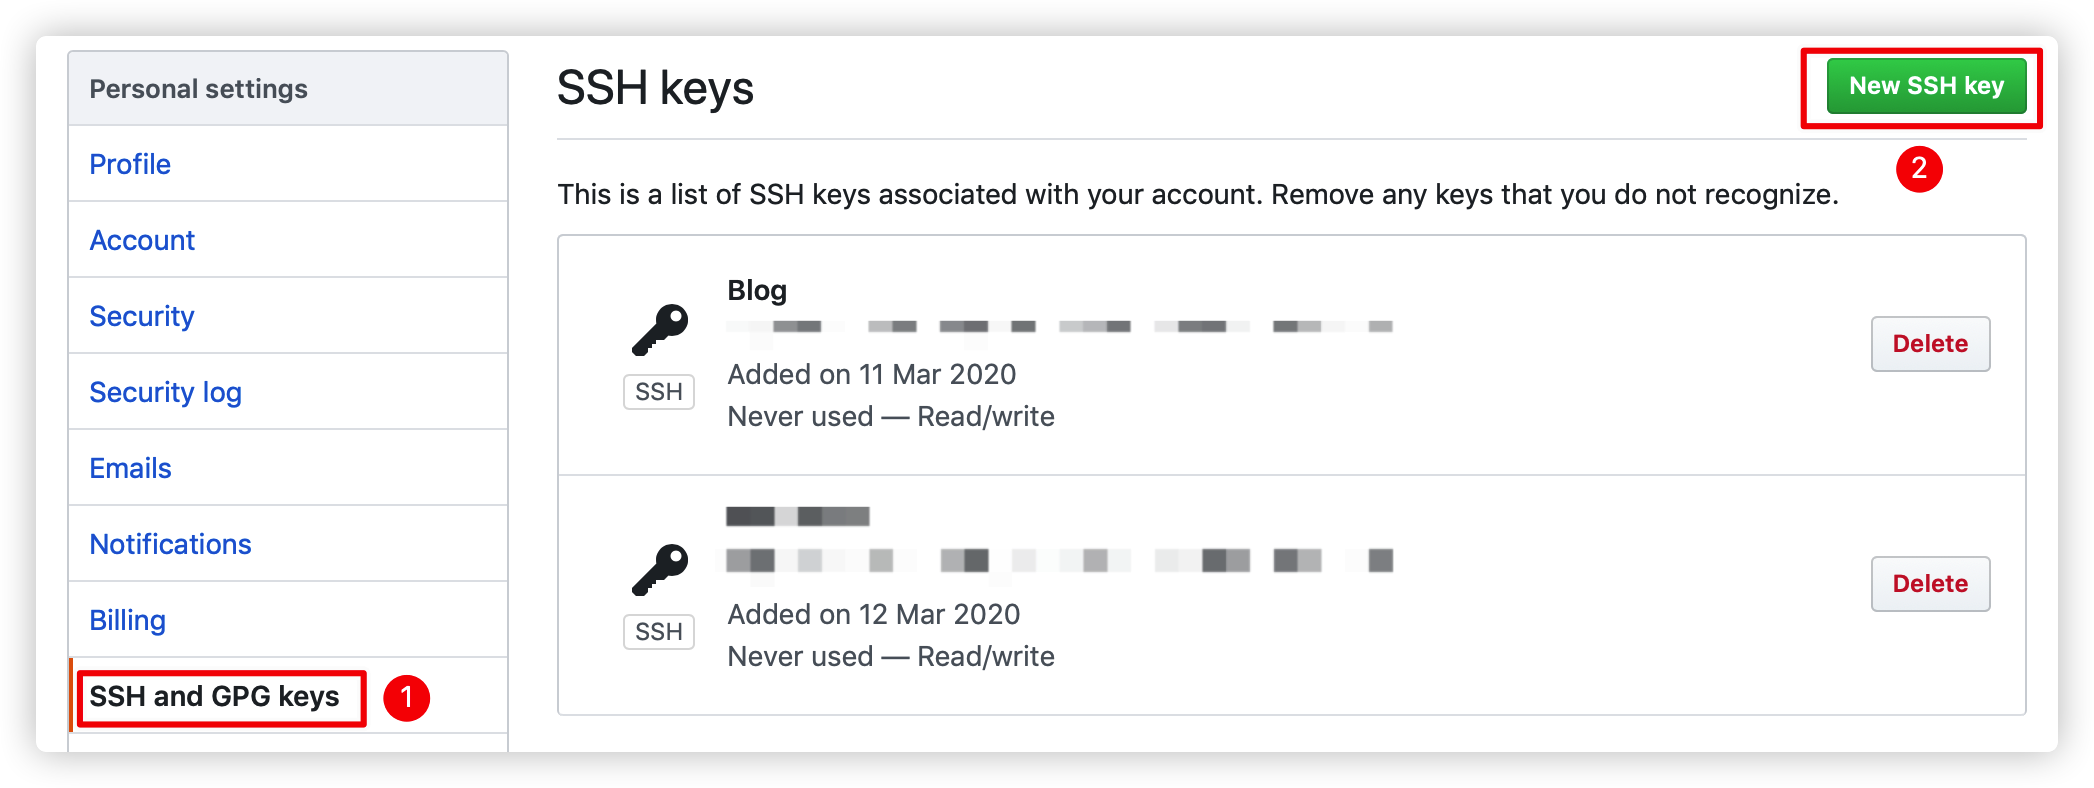 Personal settings
Profile
Account
Security
Security log
Emails
Notifications
Billing
SSH and GPG keys
1
SSH keys
New SSH key
2
This is a list of SSH keys associated with your account. Remove any keys that you do not recognize.
Blog
SSH
Added on 11 Mar 2020
Never used — Read/write
Delete
SSH
Added on 12 Mar 2020
Never used — Read/write
Delete